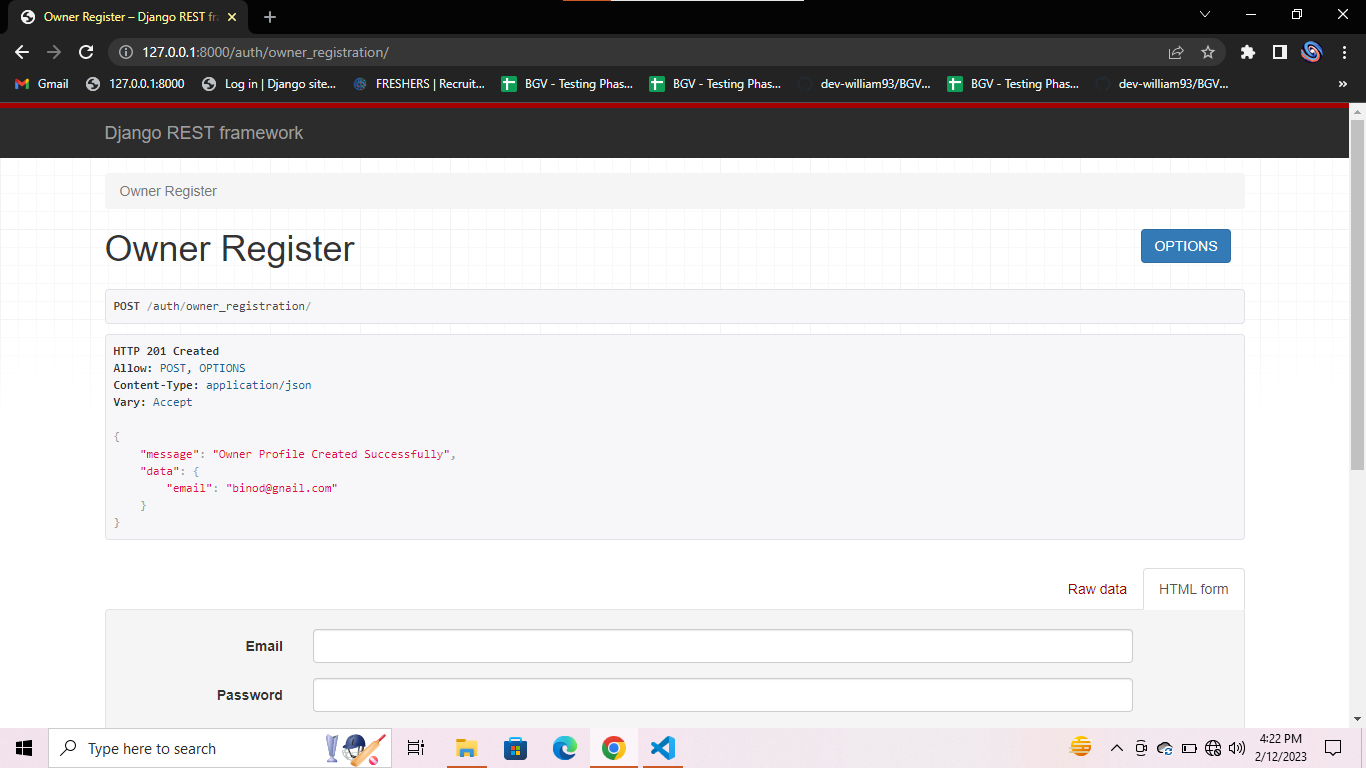 Owner Register – Django REST fr
127.0.0.1:8000/auth/owner_registration/
Gmail
127.0.0.1:8000
Log in | Django site...
FRESHERS | Recruit...
BGV - Testing Phas...
BGV - Testing Phas...
dev-william93/BGV...
BGV - Testing Phas...
dev-william93/BGV...
»
Django REST framework
Owner Register
Owner Register
OPTIONS
POST /auth/owner_registration/
HTTP 201 Created
Allow: POST, OPTIONS
Content-Type: application/json
Vary: Accept
{
"message": "Owner Profile Created Successfully",
"data": {
"email": "binod@gnail.com"
}
}
Raw data
HTML form
Email
Password
Type here to search
4:22 PM
2/12/2023